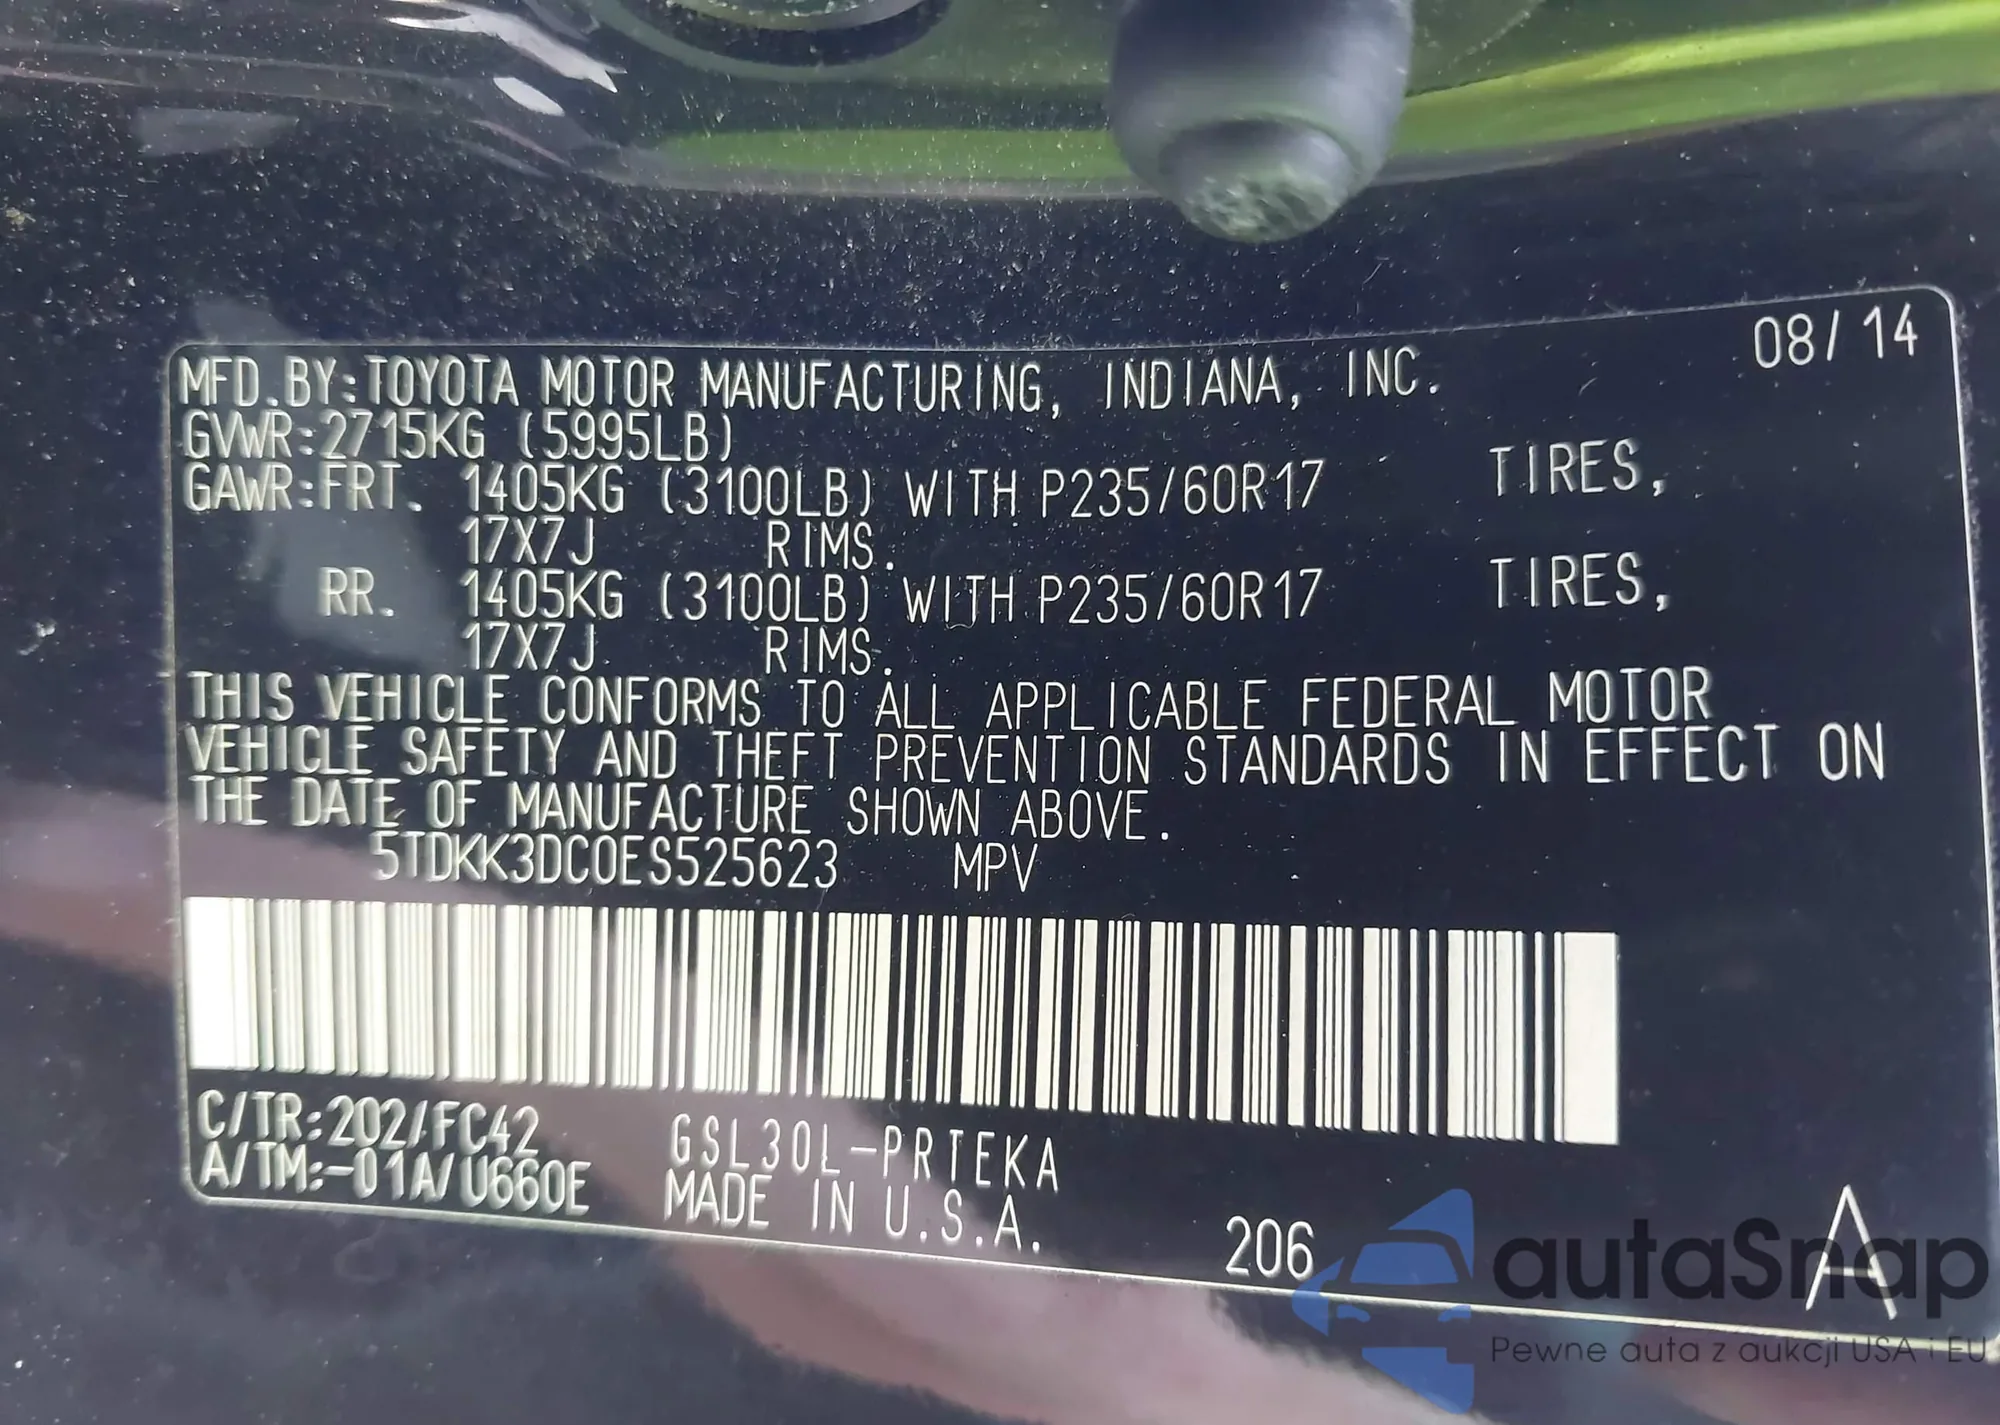 08/14
MFD.BY:TOYOTA MOTOR MANUFACTURING, INDIANA, INC.
GVWR:2715KG (5995LB)
GAWR:FRT. 1405KG (3100LB) WITH P235/60R17 TIRES,
17X7J RIMS.
RR. 1405KG (3100LB) WITH P235/60R17 TIRES,
17X7J RIMS.
THIS VEHICLE CONFORMS TO ALL APPLICABLE FEDERAL MOTOR
VEHICLE SAFETY AND THEFT PREVENTION STANDARDS IN EFFECT ON
THE DATE OF MANUFACTURE SHOWN ABOVE.
5TDKK3DC0ES525623 MPV
C/TR:202/FC42 GSL30L-PRTEKA
A/TM:-01A/U660E MADE IN U.S.A.
206 A
autaSnap
Pewne auta z aukcji USA i EU